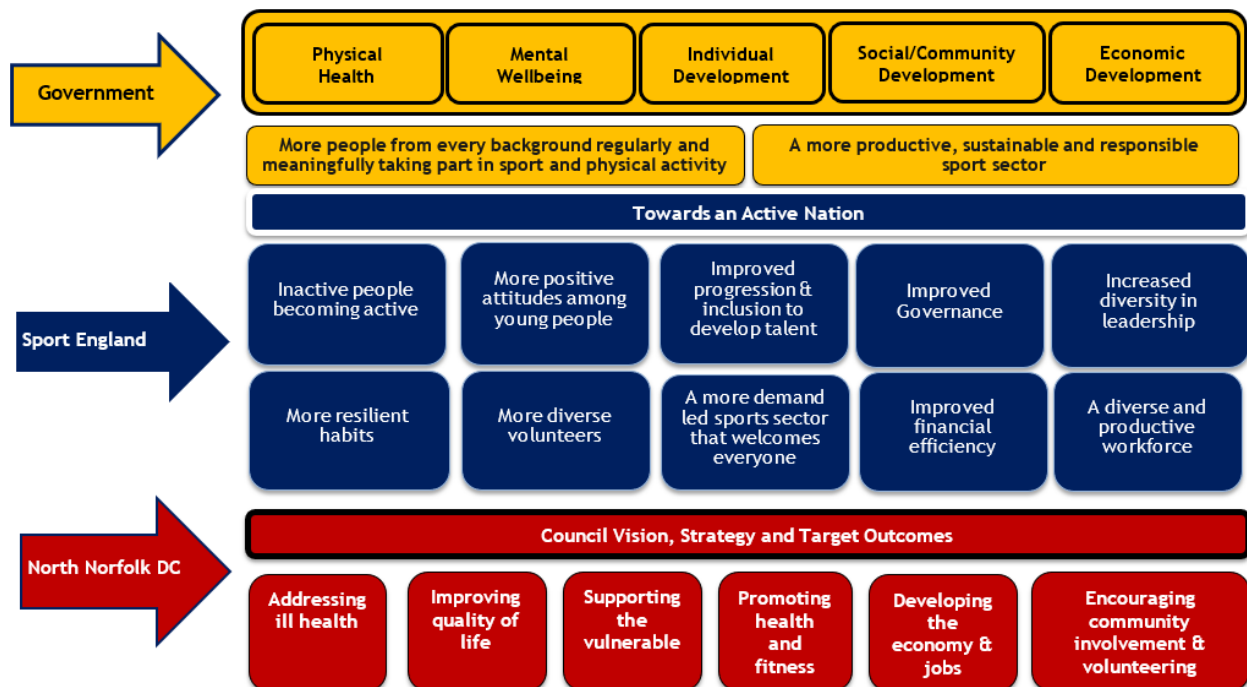 Government
Physical
Health
Mental
Wellbeing
Individual
Development
Social/Community
Development
Economic
Development
More people from every background regularly and
meaningfully taking part in sport and physical activity
A more productive, sustainable and responsible
sport sector
Towards an Active Nation
Sport England
Inactive people
becoming active
More positive
attitudes among
young people
Improved
progression &
inclusion to
develop talent
Improved
Governance
Increased
diversity in
leadership
More resilient
habits
More diverse
volunteers
A more demand
led sports sector
that welcomes
everyone
Improved
financial
efficiency
A diverse and
productive
workforce
North Norfolk DC
Council Vision, Strategy and Target Outcomes
Addressing
ill health
Improving
quality of
life
Supporting
the
vulnerable
Promoting
health
and
fitness
Developing
the
economy &
jobs
Encouraging
community
involvement &
volunteering